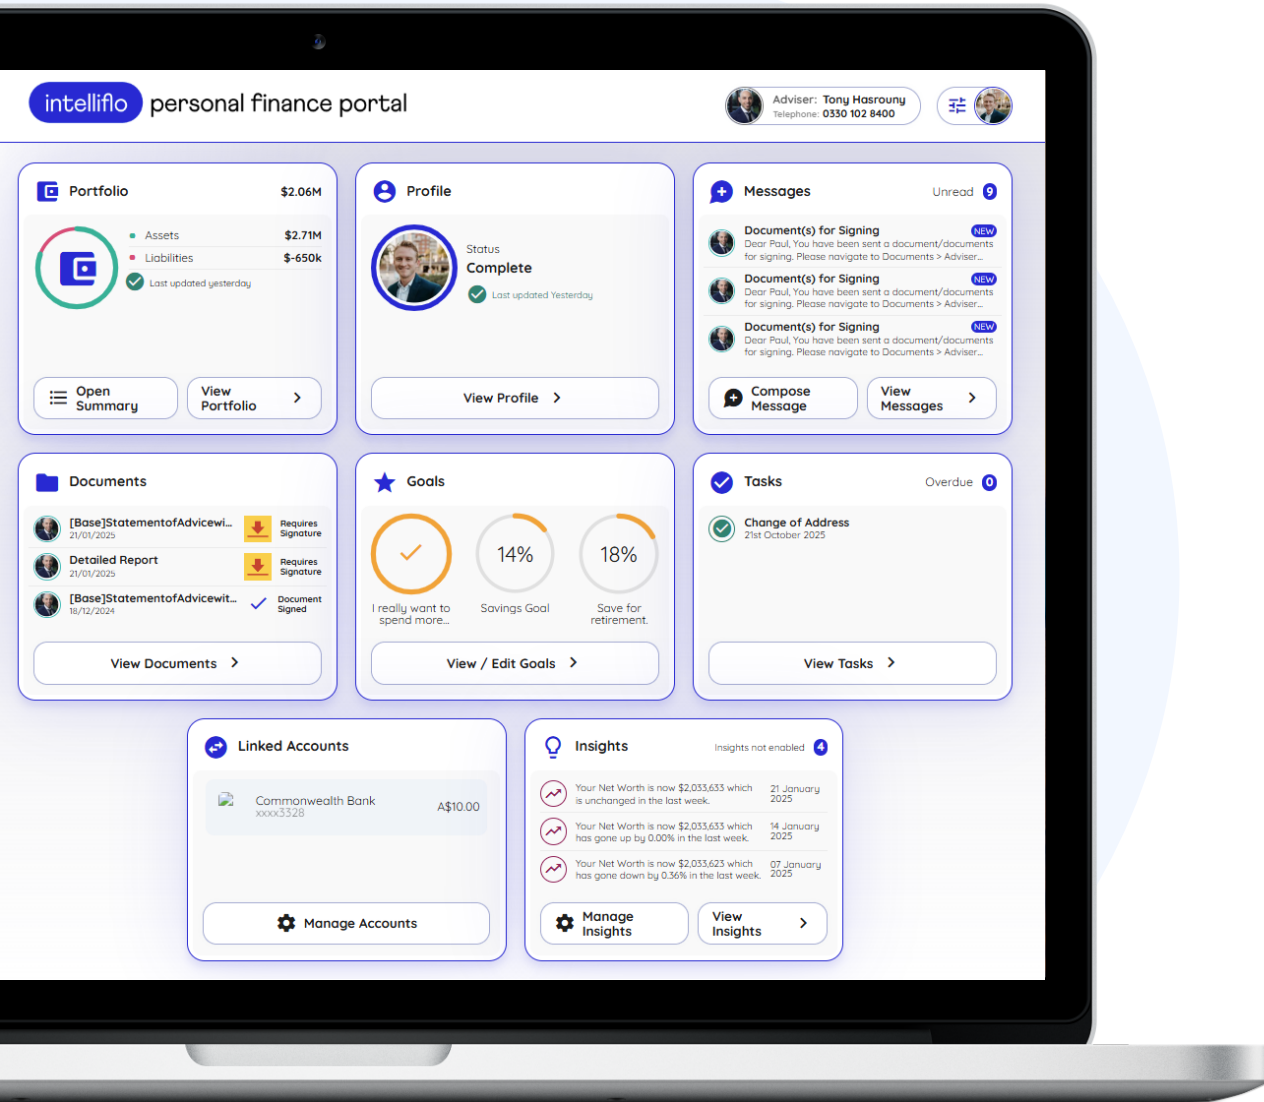 intelliflo personal finance portal
Adviser: Tony Hasrouny
Telephone: 0330 102 8400
Portfolio $2.06M
Assets $2.71M
Liabilities $-650k
Last updated yesterday
Open Summary
View Portfolio
Profile
Status
Complete
Last updated Yesterday
View Profile
Messages Unread 9
Document(s) for Signing NEW
Dear Paul, You have been sent a document/documents
for signing. Please navigate to Documents > Adviser...
Document(s) for Signing NEW
Dear Paul, You have been sent a document/documents
for signing. Please navigate to Documents > Adviser...
Document(s) for Signing NEW
Dear Paul, You have been sent a document/documents
for signing. Please navigate to Documents > Adviser...
Compose Message
View Messages
Documents
[Base]StatementofAdvicewi... Requires Signature
21/01/2025
Detailed Report Requires Signature
21/01/2025
[Base]StatementofAdvicewit... Document Signed
18/12/2024
View Documents
Goals
I really want to
spend more...
14%
Savings Goal
18%
Save for
retirement.
View / Edit Goals
Tasks Overdue 0
Change of Address
21st October 2025
View Tasks
Linked Accounts
Commonwealth Bank A$10.00
xxxx3328
Manage Accounts
Insights Insights not enabled 4
Your Net Worth is now $2,033,633 which
is unchanged in the last week.
21 January
2025
Your Net Worth is now $2,033,633 which
has gone up by 0.00% in the last week.
14 January
2025
Your Net Worth is now $2,033,623 which
has gone down by 0.36% in the last week.
07 January
2025
Manage Insights
View Insights